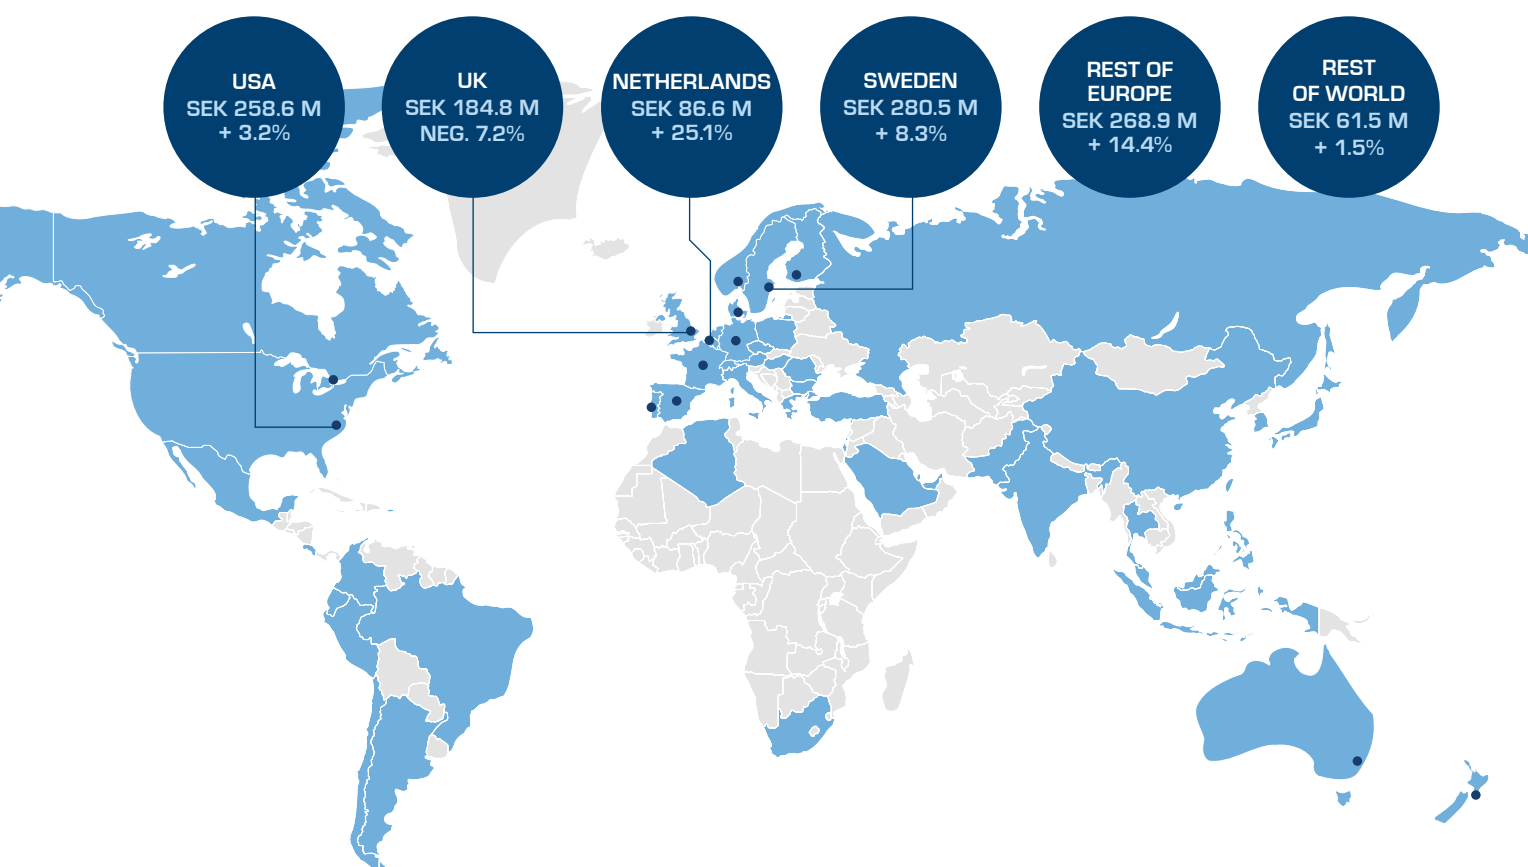 USA
SEK 258.6 M
+ 3.2%
UK
SEK 184.8 M
NEG. 7.2%
NETHERLANDS
SEK 86.6 M
+ 25.1%
SWEDEN
SEK 280.5 M
+ 8.3%
REST OF
EUROPE
SEK 268.9 M
+ 14.4%
REST
OF WORLD
SEK 61.5 M
+ 1.5%